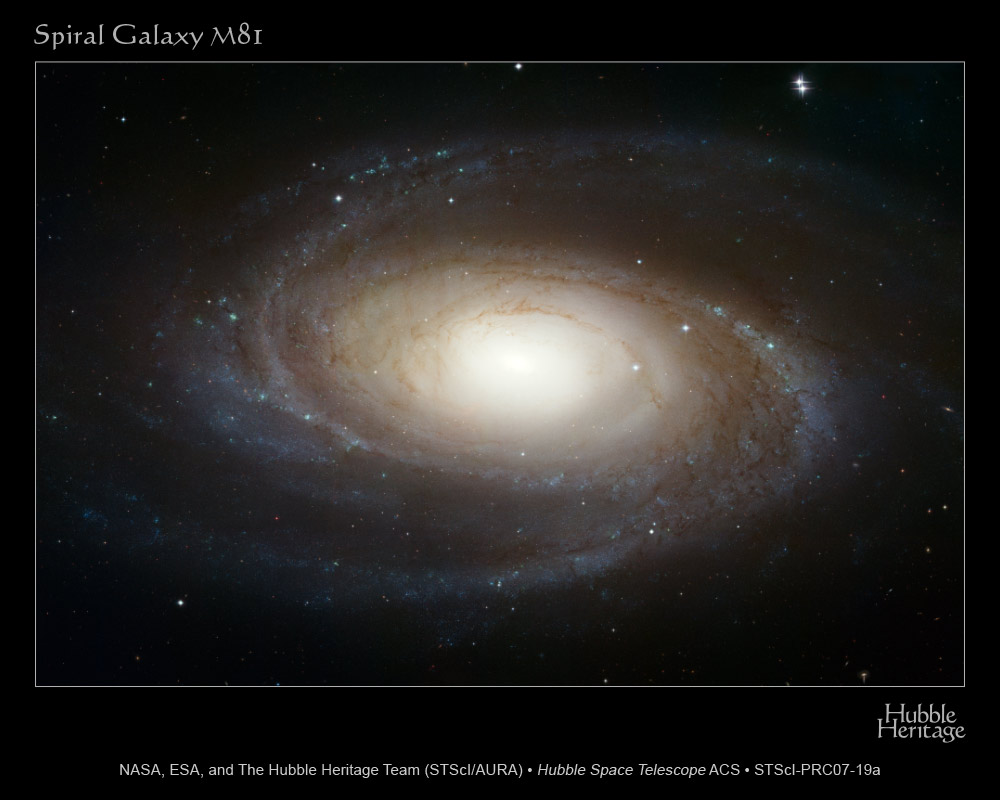 Spiral Galaxy M81
Hubble
Heritage
NASA, ESA, and The Hubble Heritage Team (STScI/AURA) • Hubble Space Telescope ACS • STScI-PRC07-19a